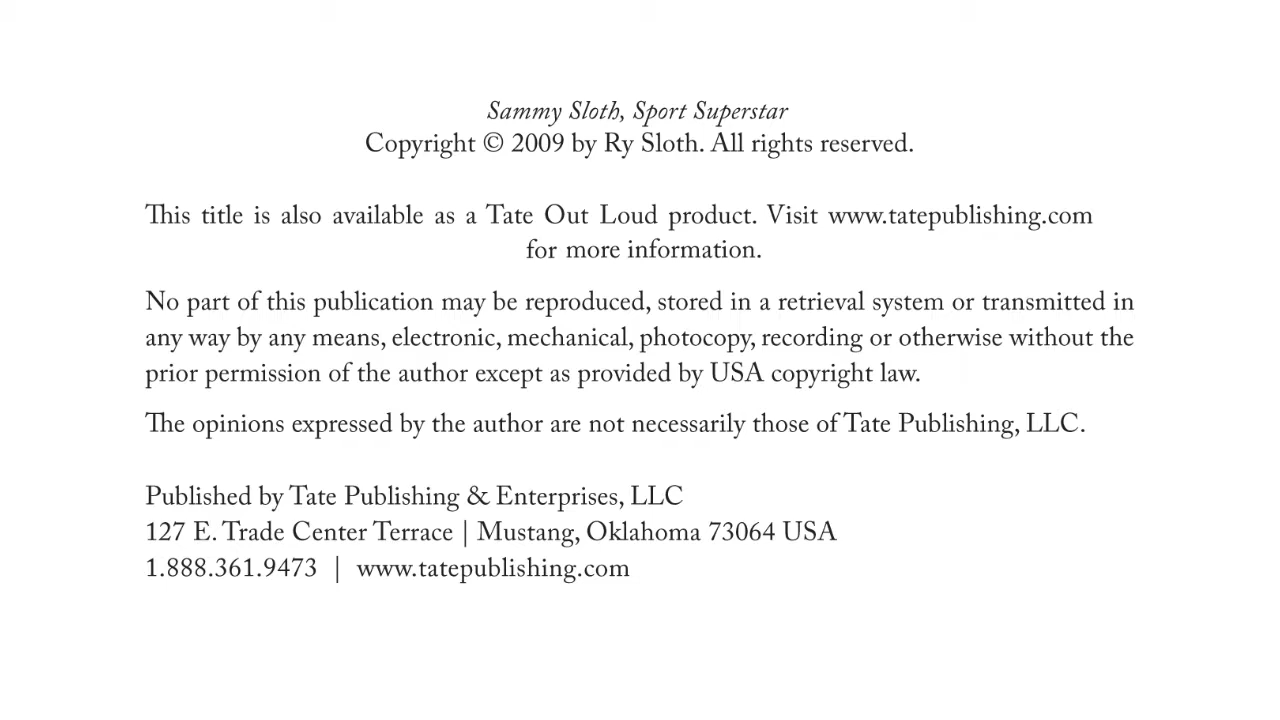 Sammy Sloth, Sport Superstar
Copyright © 2009 by Ry Sloth. All rights reserved.
This title is also available as a Tate Out Loud product. Visit www.tatepublishing.com
for more information.
No part of this publication may be reproduced, stored in a retrieval system or transmitted in
any way by any means, electronic, mechanical, photocopy, recording or otherwise without the
prior permission of the author except as provided by USA copyright law.
The opinions expressed by the author are not necessarily those of Tate Publishing, LLC.
Published by Tate Publishing & Enterprises, LLC
127 E. Trade Center Terrace | Mustang, Oklahoma 73064 USA
1.888.361.9473 | www.tatepublishing.com